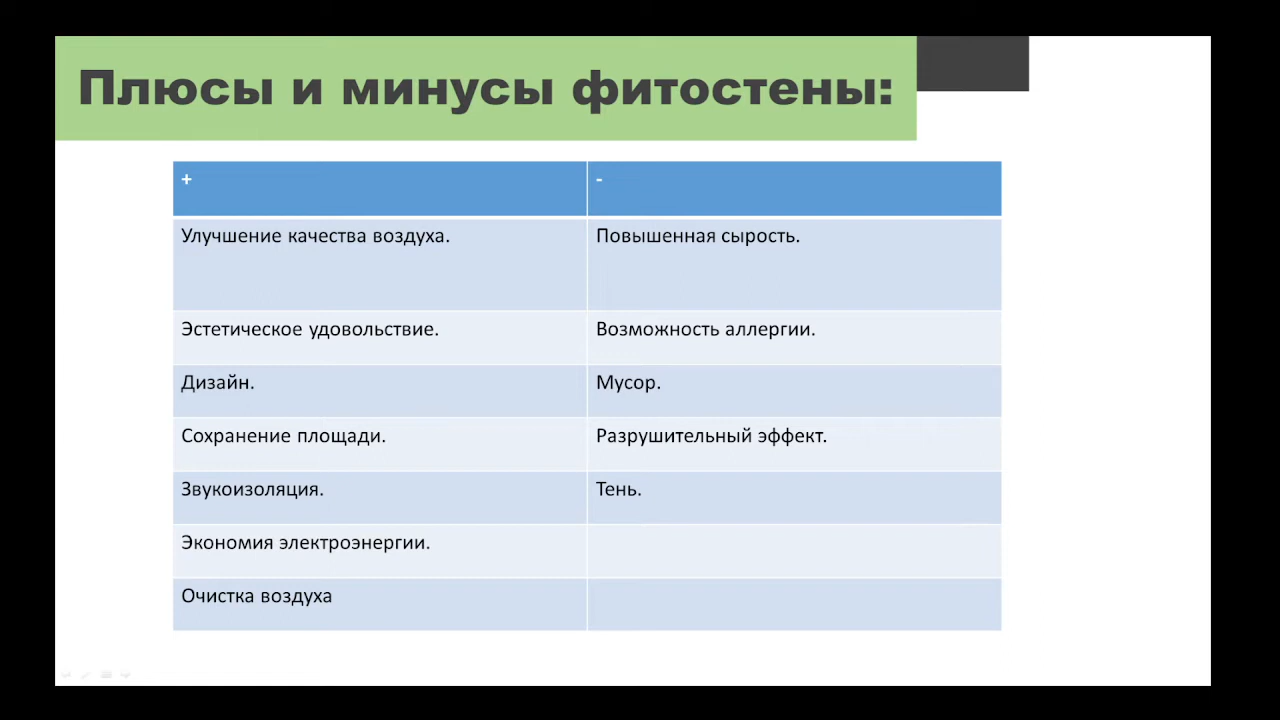 Плюсы и минусы фитостены:
+
-
Улучшение качества воздуха.
Повышенная сырость.
Эстетическое удовольствие.
Возможность аллергии.
Дизайн.
Мусор.
Сохранение площади.
Разрушительный эффект.
Звукоизоляция.
Тень.
Экономия электроэнергии.
Очистка воздуха